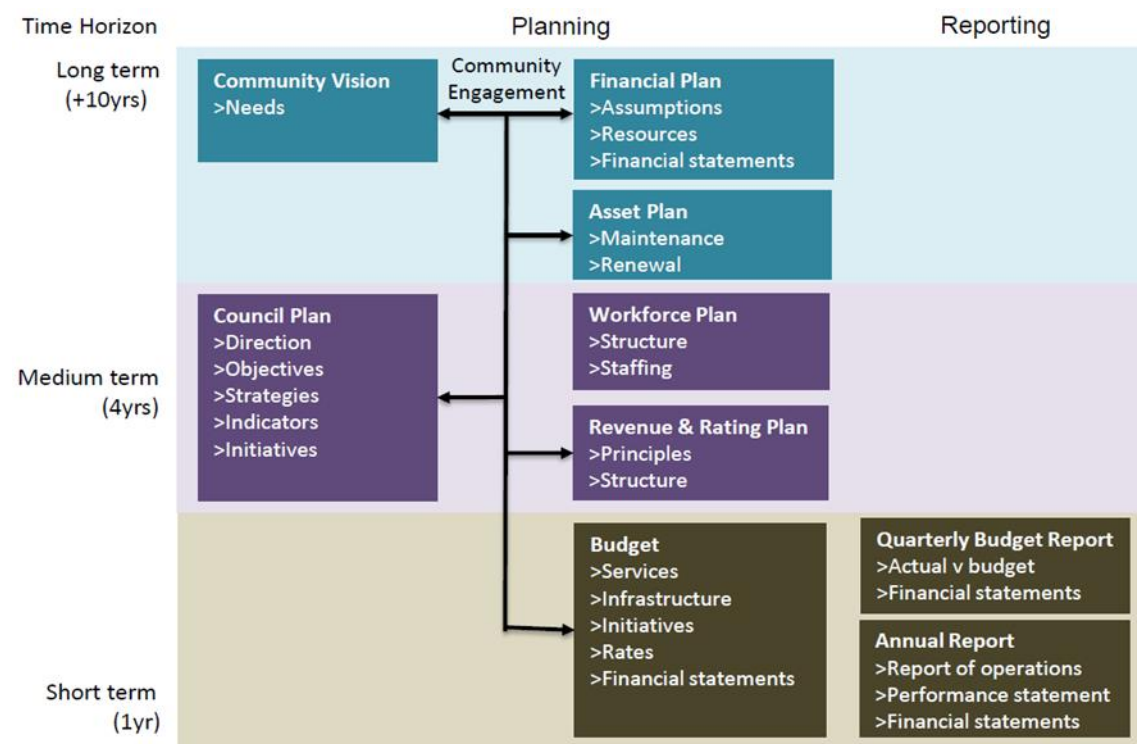 Time Horizon
Planning
Reporting
Long term
(+10yrs)
Community Vision
>Needs
Community
Engagement
Financial Plan
>Assumptions
>Resources
>Financial statements
Asset Plan
>Maintenance
>Renewal
Medium term
(4yrs)
Council Plan
>Direction
>Objectives
>Strategies
>Indicators
>Initiatives
Workforce Plan
>Structure
>Staffing
Revenue & Rating Plan
>Principles
>Structure
Short term
(1yr)
Budget
>Services
>Infrastructure
>Initiatives
>Rates
>Financial statements
Quarterly Budget Report
>Actual v budget
>Financial statements
Annual Report
>Report of operations
>Performance statement
>Financial statements